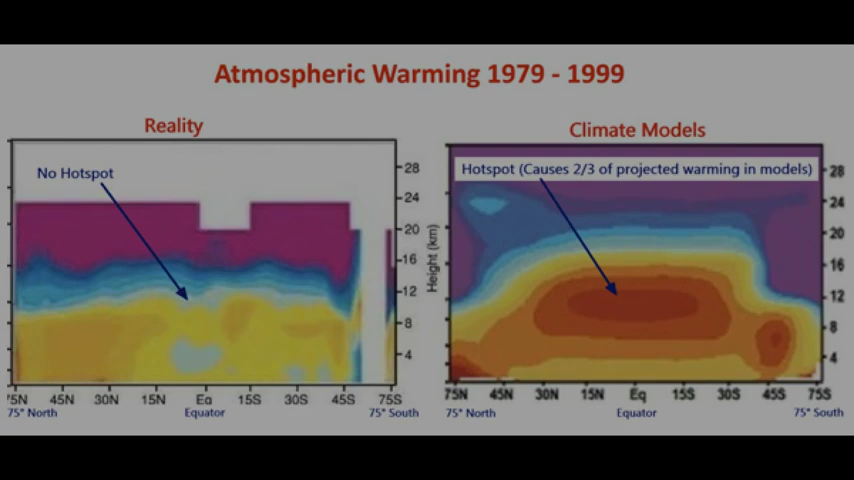 Atmospheric Warming 1979 - 1999
Reality
Climate Models
No Hotspot
28
24
20
16
12
8
4
75N 45N 30N 15N Eq 15S 30S 45S 75S
75° North Equator 75° South
Height (km)
Hotspot (Causes 2/3 of projected warming in models)
28
24
20
16
12
8
4
75N 45N 30N 15N Eq 15S 30S 45S 75S
75° North Equator 75° South